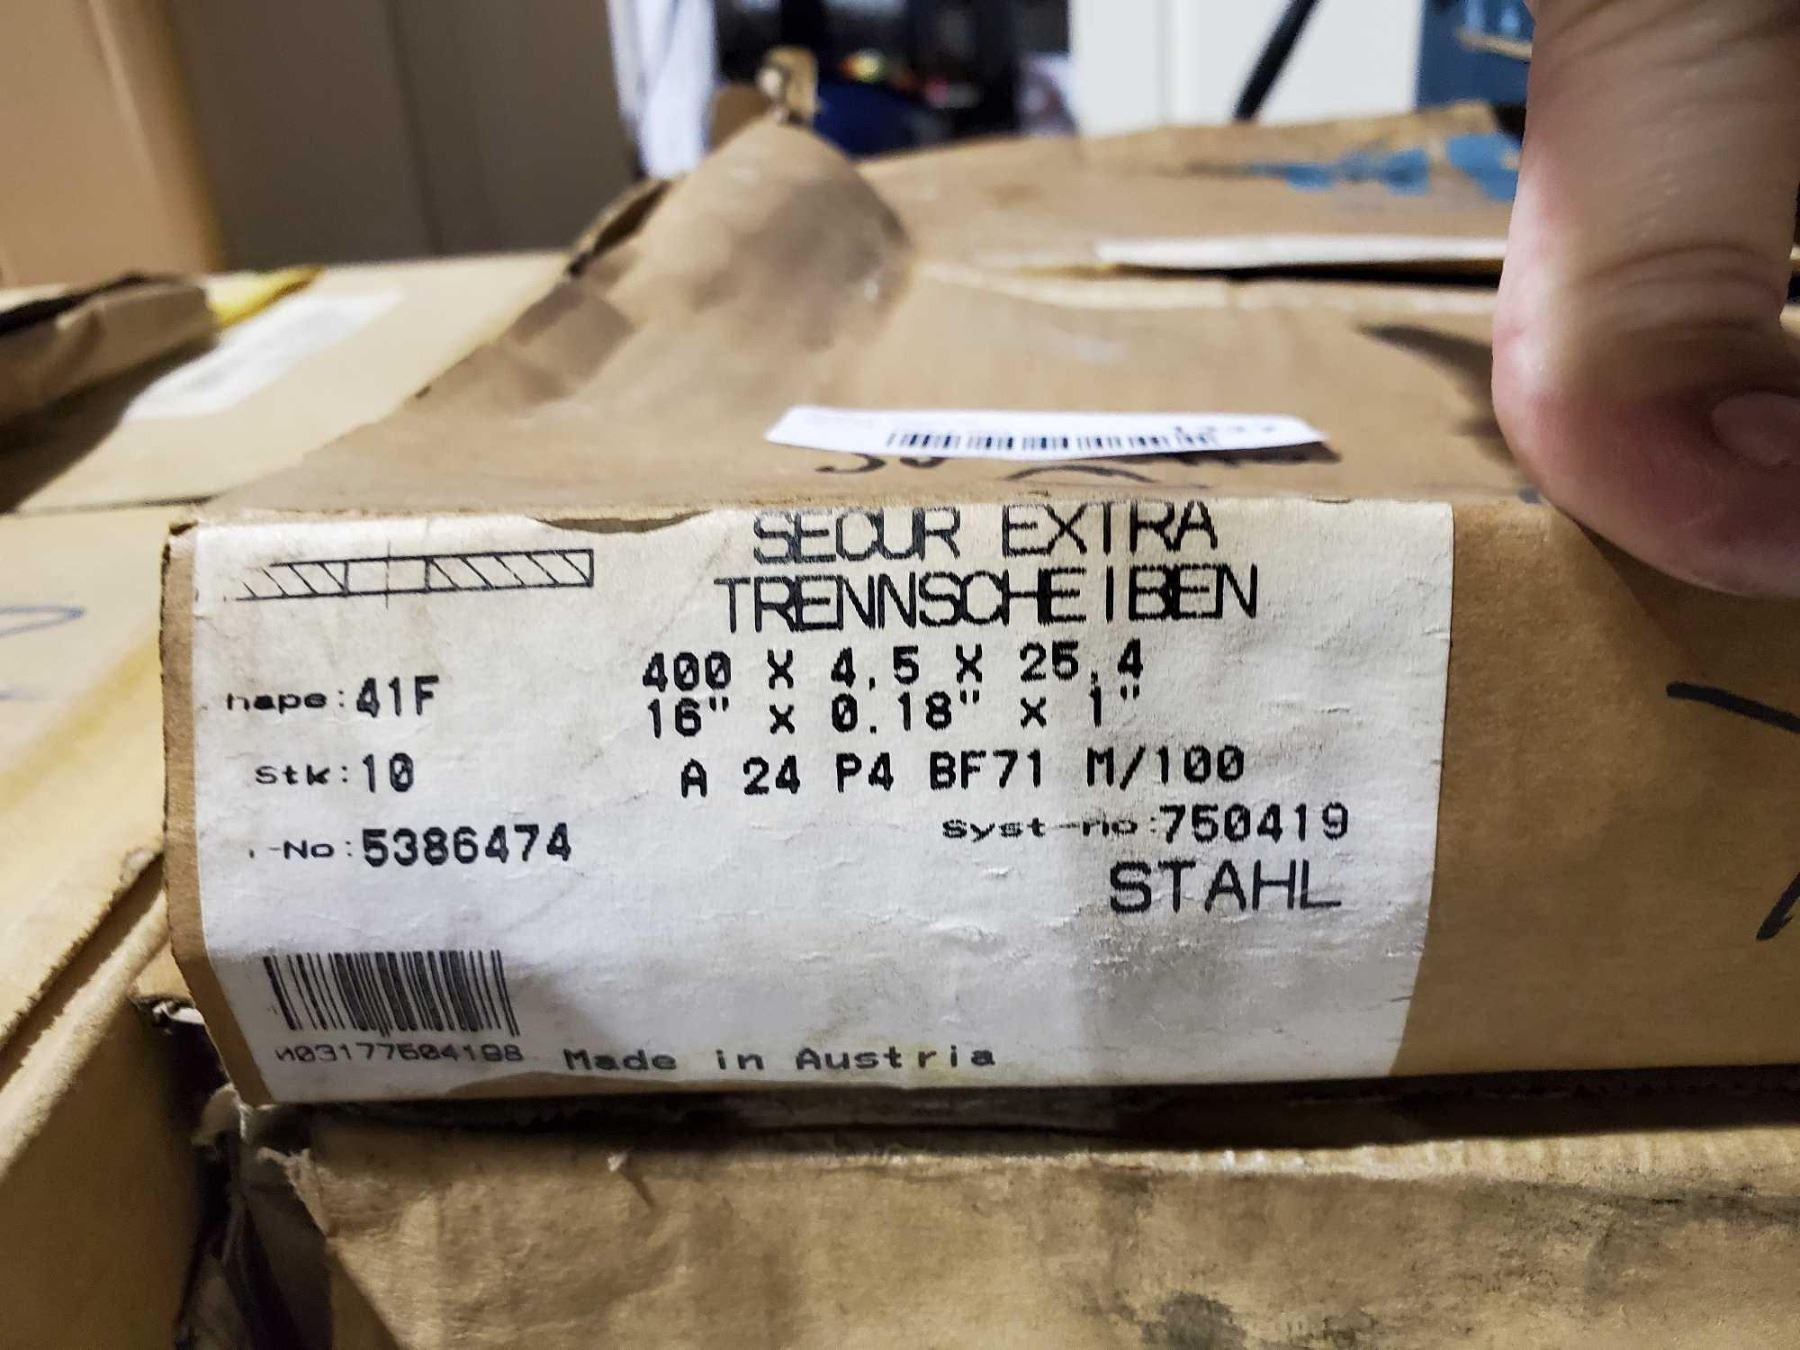 SECUR EXTRA
TRENNSCHEIBEN
400 X 4,5 X 25,4
16" x 0.18" x 1"
hape:41F
A 24 P4 BF71 M/100
Stk:10
Syst-no:750419
.-No:5386474
STAHL
Made in Austria